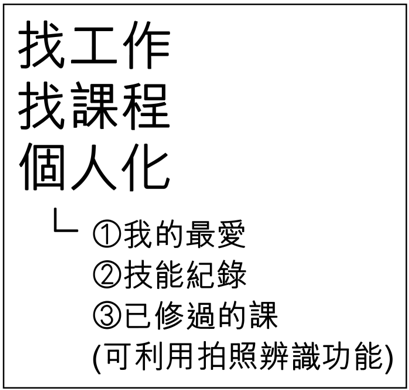 找工作
找課程
個人化
①我的最愛
②技能紀錄
③已修過的課
(可利用拍照辨識功能)